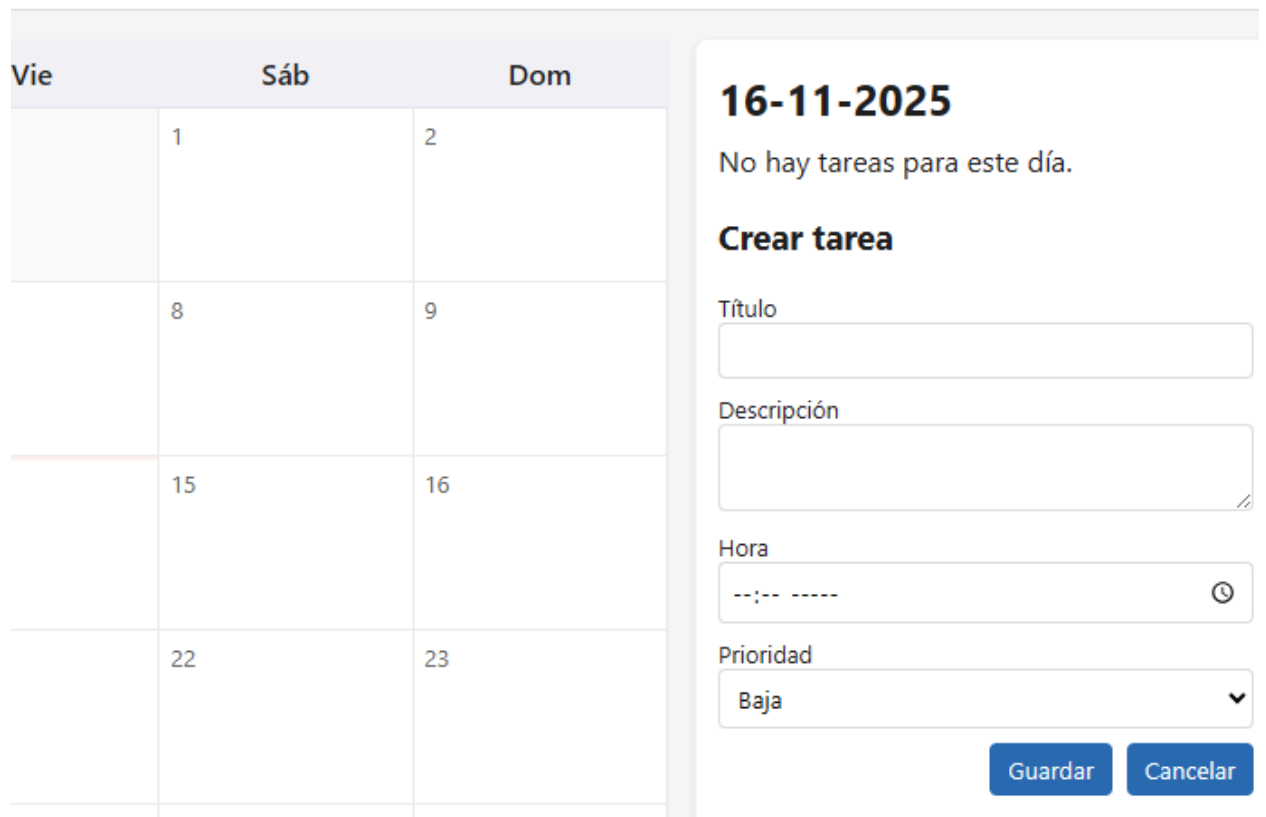 Vie Sáb Dom
1 2
8 9
15 16
22 23
16-11-2025
No hay tareas para este día.
Crear tarea
Título
Descripción
Hora
--:-- -----
Prioridad
Baja
Guardar Cancelar